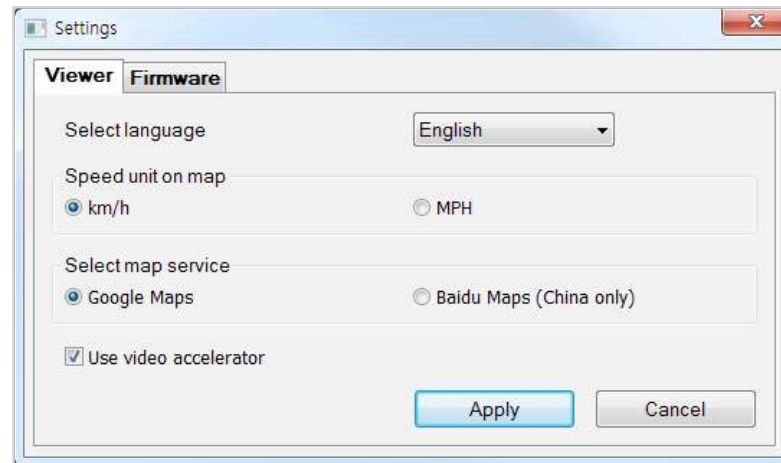 Settings
Viewer Firmware
Select language English
Speed unit on map
km/h MPH
Select map service
Google Maps Baidu Maps (China only)
Use video accelerator
Apply Cancel